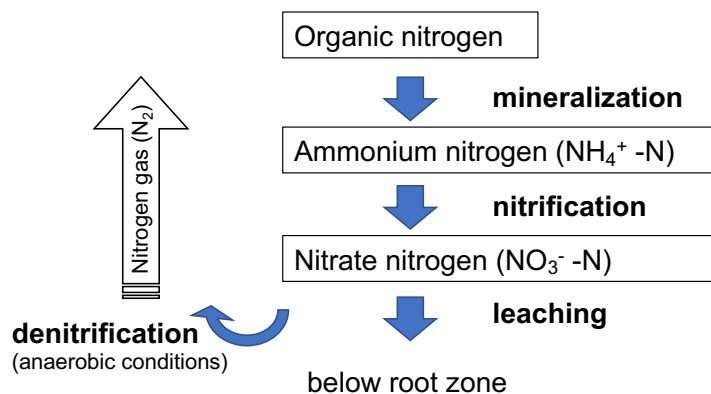 Organic nitrogen
mineralization
Ammonium nitrogen (NH₄⁺ -N)
nitrification
Nitrate nitrogen (NO₃⁻ -N)
leaching
below root zone
denitrification
(anaerobic conditions)
Nitrogen gas (N₂)